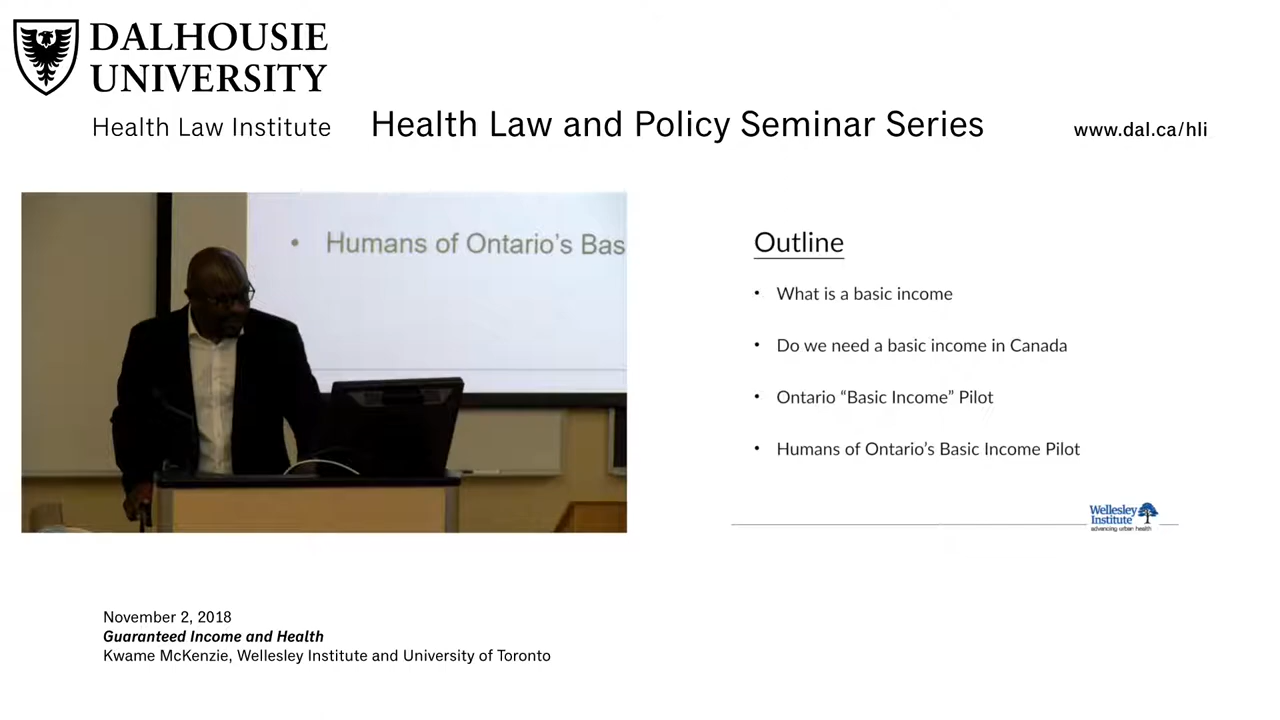 DALHOUSIE
UNIVERSITY
Health Law Institute
Health Law and Policy Seminar Series
www.dal.ca/hli
• Humans of Ontario's Bas
Outline
• What is a basic income
• Do we need a basic income in Canada
• Ontario “Basic Income” Pilot
• Humans of Ontario’s Basic Income Pilot
Wellesley
Institute
advancing urban health
November 2, 2018
Guaranteed Income and Health
Kwame McKenzie, Wellesley Institute and University of Toronto